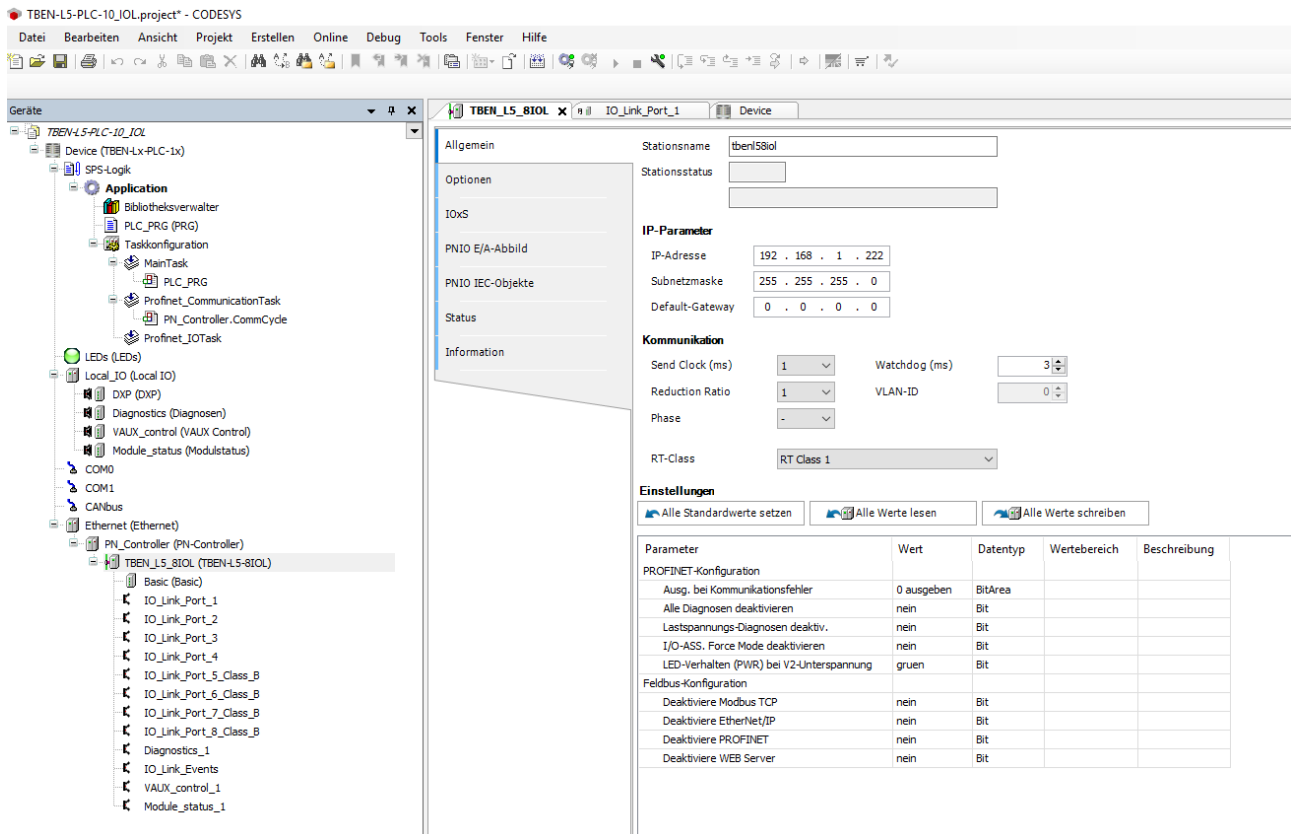 TBEN-L5-PLC-10_IOL.project* - CODESYS
Datei Bearbeiten Ansicht Projekt Erstellen Online Debug Tools Fenster Hilfe
Geräte
TBEN-L5-PLC-10_IOL
Device (TBEN-Lx-PLC-1x)
SPS-Logik
Application
Bibliotheksverwalter
PLC_PRG (PRG)
Taskkonfiguration
MainTask
PLC_PRG
Profinet_CommunicationTask
PN_Controller.CommCycle
Profinet_IOTask
LEDs (LEDs)
Local_IO (Local IO)
DXP (DXP)
Diagnostics (Diagnosen)
VAUX_control (VAUX Control)
Module_status (Modulstatus)
COM0
COM1
CANbus
Ethernet (Ethernet)
PN_Controller (PN-Controller)
TBEN_L5_8IOL (TBEN-L5-8IOL)
Basic (Basic)
IO_Link_Port_1
IO_Link_Port_2
IO_Link_Port_3
IO_Link_Port_4
IO_Link_Port_5_Class_B
IO_Link_Port_6_Class_B
IO_Link_Port_7_Class_B
IO_Link_Port_8_Class_B
Diagnostics_1
IO_Link_Events
VAUX_control_1
Module_status_1
TBEN_L5_8IOL IO_Link_Port_1 Device
Allgemein
Optionen
IOxS
PNIO E/A-Abbild
PNIO IEC-Objekte
Status
Information
Stationsname tbenl58iol
Stationsstatus
IP-Parameter
IP-Adresse 192 . 168 . 1 . 222
Subnetzmaske 255 . 255 . 255 . 0
Default-Gateway 0 . 0 . 0 . 0
Kommunikation
Send Clock (ms) 1 Watchdog (ms) 3
Reduction Ratio 1 VLAN-ID 0
Phase -
RT-Class RT Class 1
Einstellungen
Alle Standardwerte setzen Alle Werte lesen Alle Werte schreiben
Parameter Wert Datentyp Wertebereich Beschreibung
PROFINET-Konfiguration
Ausg. bei Kommunikationsfehler 0 ausgeben BitArea
Alle Diagnosen deaktivieren nein Bit
Lastspannungs-Diagnosen deaktiv. nein Bit
I/O-ASS. Force Mode deaktivieren nein Bit
LED-Verhalten (PWR) bei V2-Unterspannung gruen Bit
Feldbus-Konfiguration
Deaktiviere Modbus TCP nein Bit
Deaktiviere EtherNet/IP nein Bit
Deaktiviere PROFINET nein Bit
Deaktiviere WEB Server nein Bit